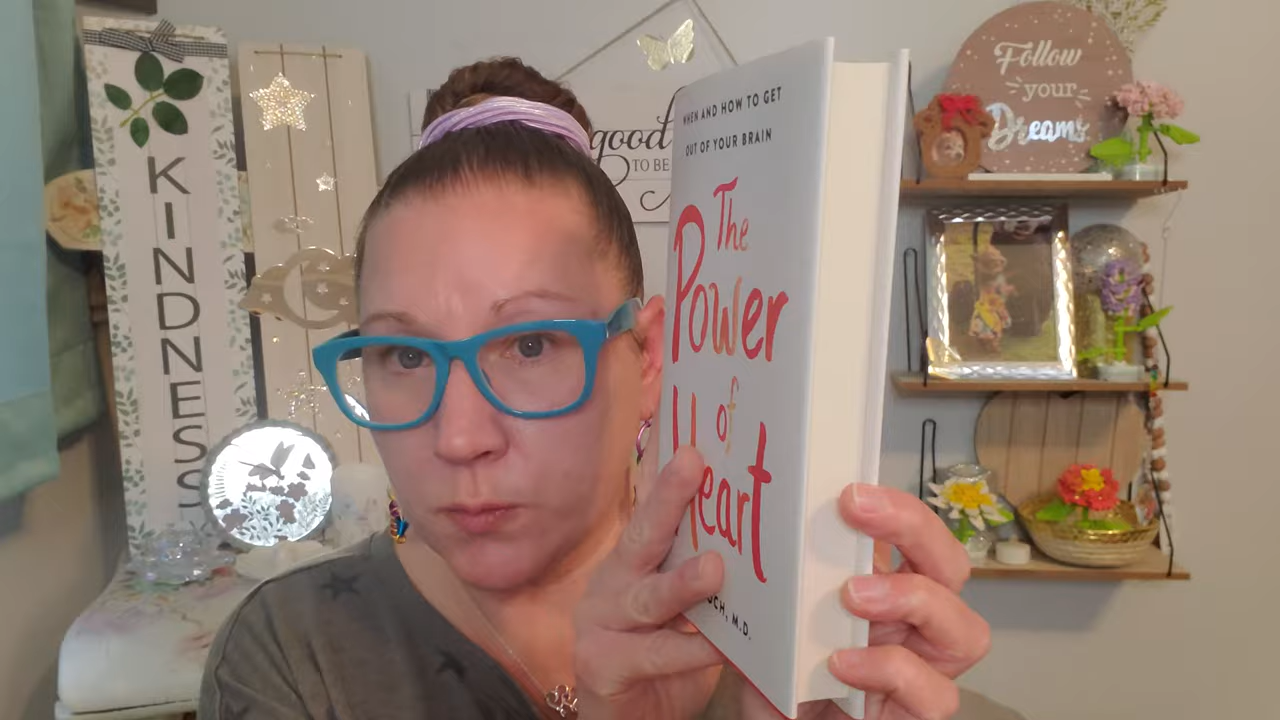 KINDNESS
good
TO BE
WHEN AND HOW TO GET
OUT OF YOUR BRAIN
The
Power
of
Heart
M.D.
Follow
your
Dreams